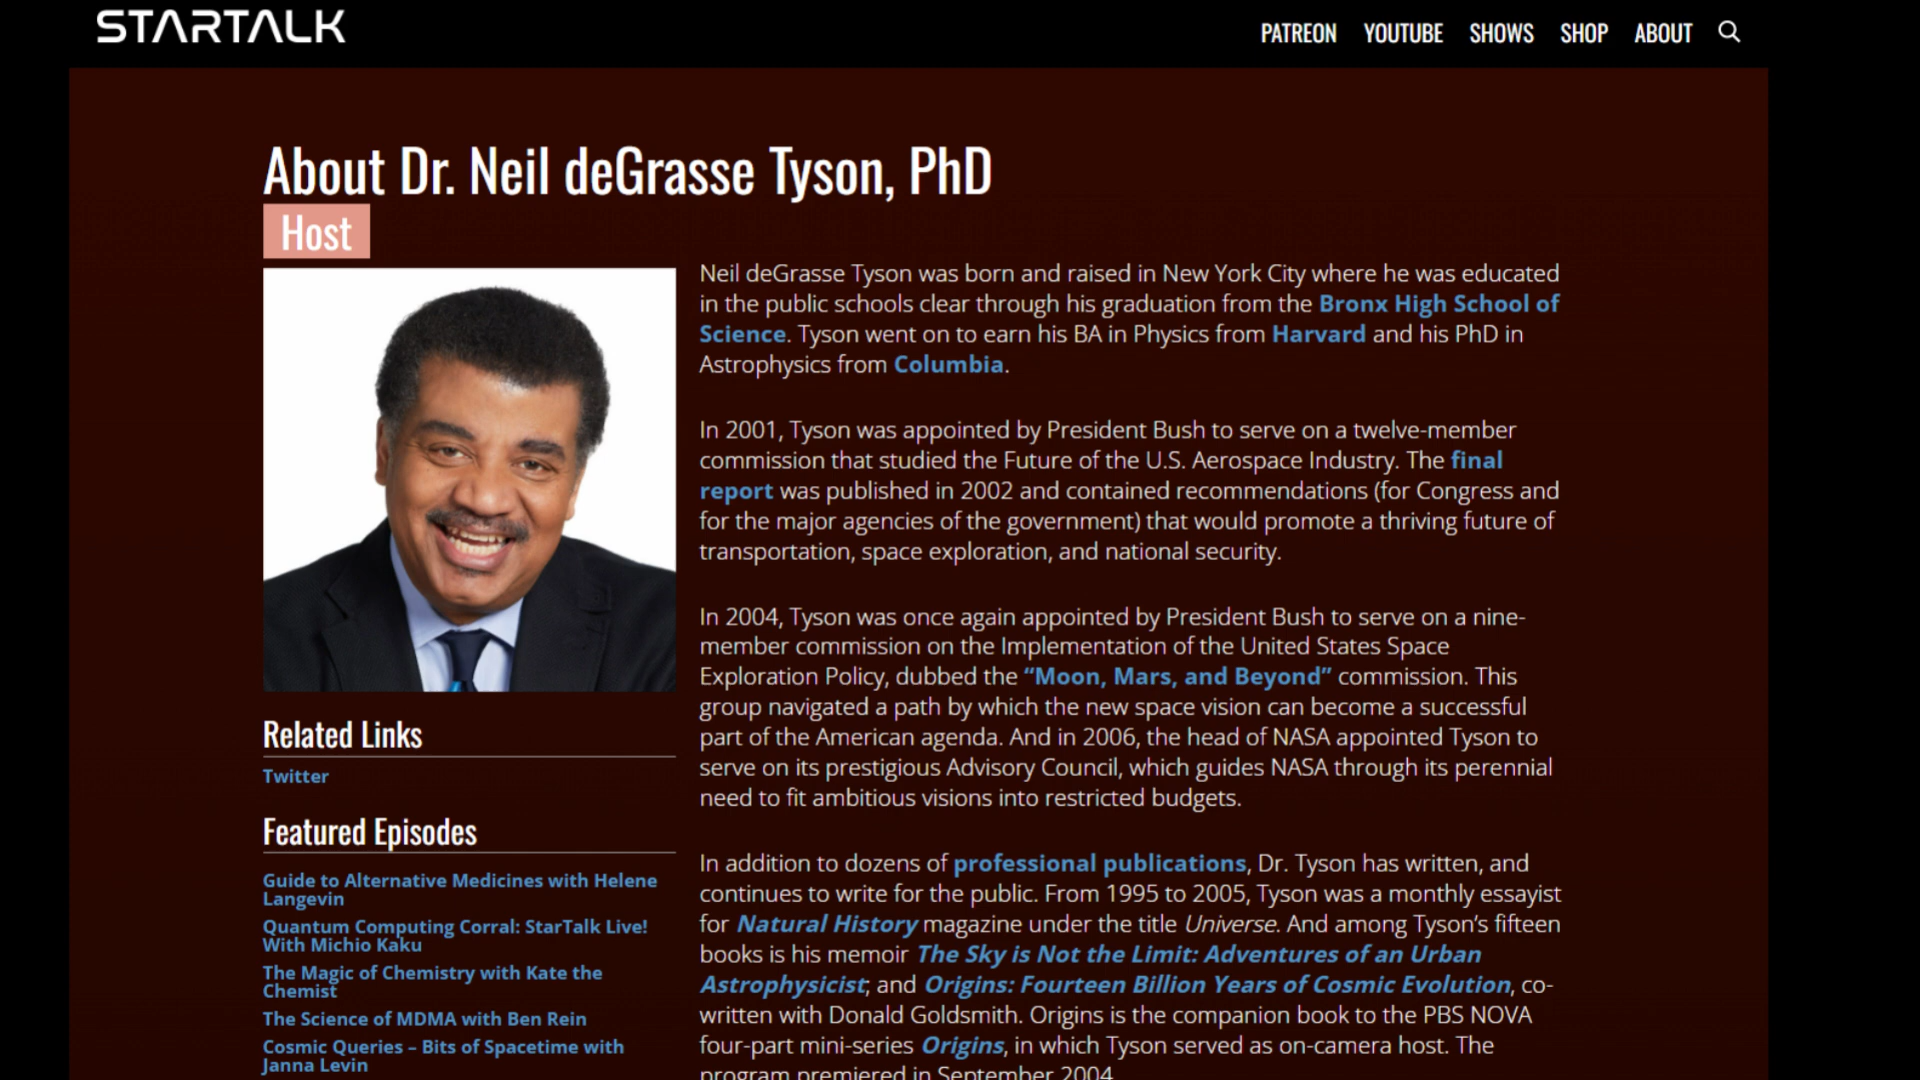 STARTALK
PATREON YOUTUBE SHOWS SHOP ABOUT
About Dr. Neil deGrasse Tyson, PhD
Host
Neil deGrasse Tyson was born and raised in New York City where he was educated
in the public schools clear through his graduation from the Bronx High School of
Science. Tyson went on to earn his BA in Physics from Harvard and his PhD in
Astrophysics from Columbia.
In 2001, Tyson was appointed by President Bush to serve on a twelve-member
commission that studied the Future of the U.S. Aerospace Industry. The final
report was published in 2002 and contained recommendations (for Congress and
for the major agencies of the government) that would promote a thriving future of
transportation, space exploration, and national security.
In 2004, Tyson was once again appointed by President Bush to serve on a nine-
member commission on the Implementation of the United States Space
Exploration Policy, dubbed the “Moon, Mars, and Beyond” commission. This
group navigated a path by which the new space vision can become a successful
part of the American agenda. And in 2006, the head of NASA appointed Tyson to
serve on its prestigious Advisory Council, which guides NASA through its perennial
need to fit ambitious visions into restricted budgets.
In addition to dozens of professional publications, Dr. Tyson has written, and
continues to write for the public. From 1995 to 2005, Tyson was a monthly essayist
for Natural History magazine under the title Universe. And among Tyson’s fifteen
books is his memoir The Sky is Not the Limit: Adventures of an Urban
Astrophysicist; and Origins: Fourteen Billion Years of Cosmic Evolution, co-
written with Donald Goldsmith. Origins is the companion book to the PBS NOVA
four-part mini-series Origins, in which Tyson served as on-camera host. The
program premiered in September 2004.
Related Links
Twitter
Featured Episodes
Guide to Alternative Medicines with Helene
Langevin
Quantum Computing Corral: StarTalk Live!
With Michio Kaku
The Magic of Chemistry with Kate the
Chemist
The Science of MDMA with Ben Rein
Cosmic Queries – Bits of Spacetime with
Janna Levin